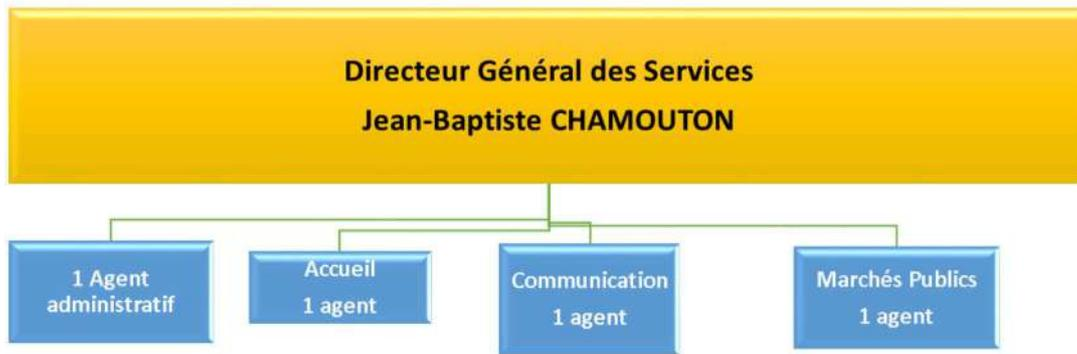 Directeur Général des Services
Jean-Baptiste CHAMOUTON
1 Agent
administratif
Accueil
1 agent
Communication
1 agent
Marchés Publics
1 agent